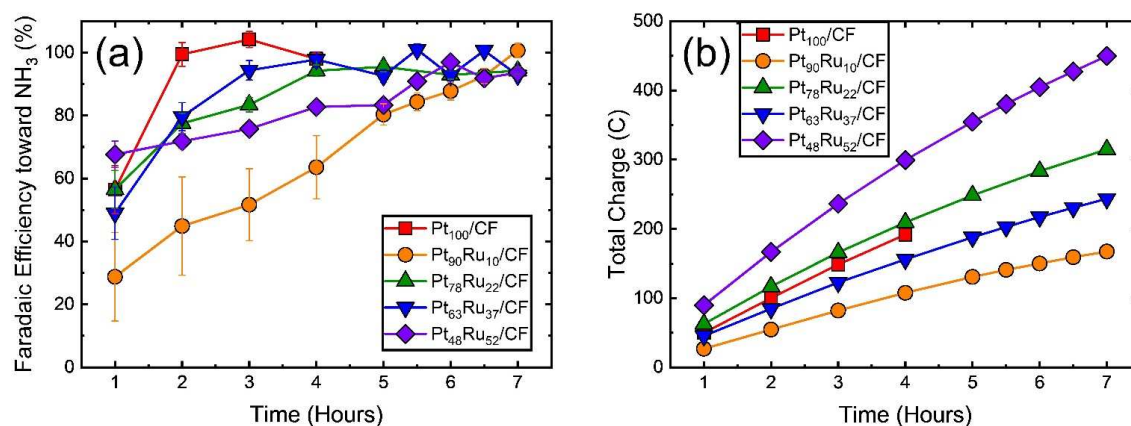 (a)
Faradaic Efficiency toward NH₃ (%)
120
100
80
60
40
20
0
Pt₁₀₀/CF
Pt₉₀Ru₁₀/CF
Pt₇₈Ru₂₂/CF
Pt₆₃Ru₃₇/CF
Pt₄₈Ru₅₂/CF
1 2 3 4 5 6 7
Time (Hours)
(b)
Total Charge (C)
500
400
300
200
100
0
Pt₁₀₀/CF
Pt₉₀Ru₁₀/CF
Pt₇₈Ru₂₂/CF
Pt₆₃Ru₃₇/CF
Pt₄₈Ru₅₂/CF
1 2 3 4 5 6 7
Time (Hours)